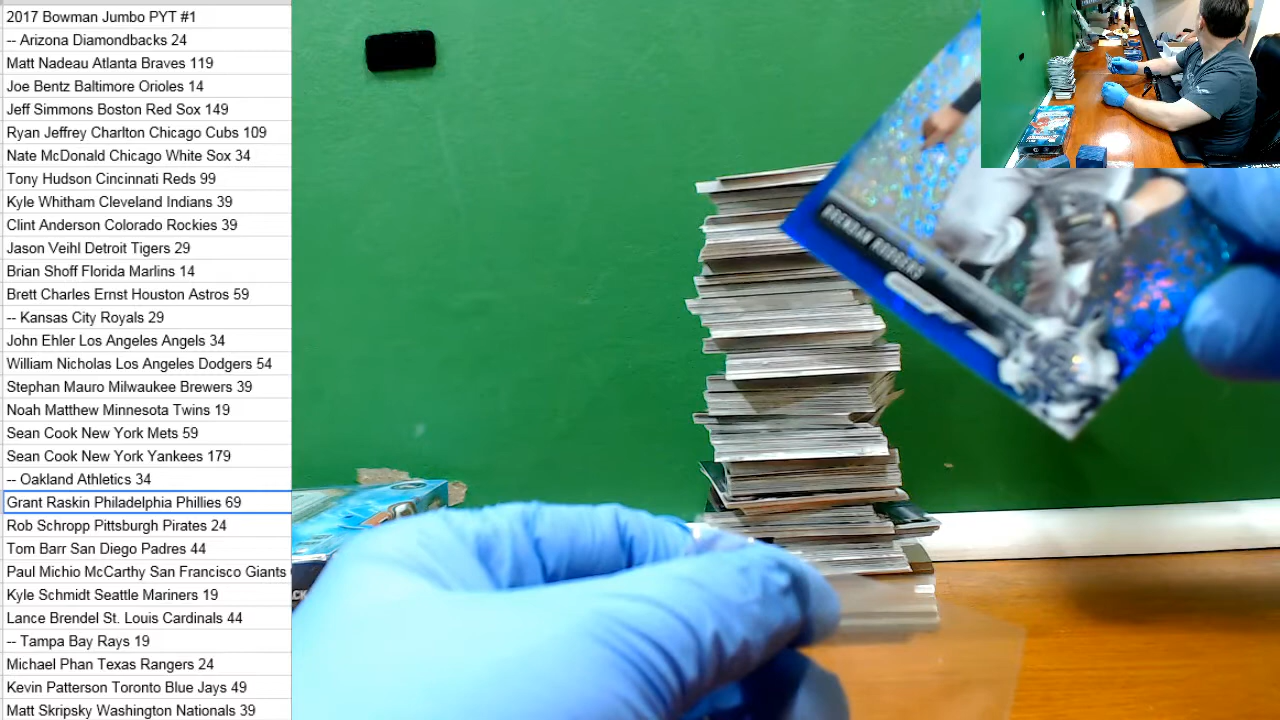 2017 Bowman Jumbo PYT #1
-- Arizona Diamondbacks 24
Matt Nadeau Atlanta Braves 119
Joe Bentz Baltimore Orioles 14
Jeff Simmons Boston Red Sox 149
Ryan Jeffrey Charlton Chicago Cubs 109
Nate McDonald Chicago White Sox 34
Tony Hudson Cincinnati Reds 99
Kyle Whitham Cleveland Indians 39
Clint Anderson Colorado Rockies 39
Jason Veihl Detroit Tigers 29
Brian Shoff Florida Marlins 14
Brett Charles Ernst Houston Astros 59
-- Kansas City Royals 29
John Ehler Los Angeles Angels 34
William Nicholas Los Angeles Dodgers 54
Stephan Mauro Milwaukee Brewers 39
Noah Matthew Minnesota Twins 19
Sean Cook New York Mets 59
Sean Cook New York Yankees 179
-- Oakland Athletics 34
Grant Raskin Philadelphia Phillies 69
Rob Schropp Pittsburgh Pirates 24
Tom Barr San Diego Padres 44
Paul Michio McCarthy San Francisco Giants
Kyle Schmidt Seattle Mariners 19
Lance Brendel St. Louis Cardinals 44
-- Tampa Bay Rays 19
Michael Phan Texas Rangers 24
Kevin Patterson Toronto Blue Jays 49
Matt Skripsky Washington Nationals 39
BRENDAN RODGERS